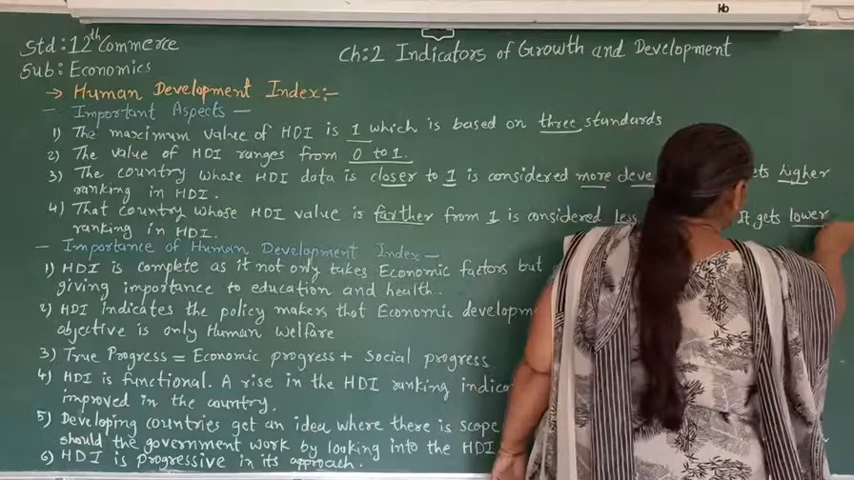 Std: 12th Commerce
Sub: Economics
Ch:2 Indicators of Growth and Development
→ Human Development Index:-
- Important Aspects -
1) The maximum value of HDI is 1 which is based on three standards
2) The value of HDI ranges from 0 to 1.
3) The country whose HDI data is closer to 1 is considered more higher
ranking in HDI.
4) That country whose HDI value is farther from 1 is considered less It gets lower
ranking in HDI.
- Importance of Human Development Index -
1) HDI is complete as it not only takes Economic factors but
giving importance to education and health.
2) HDI indicates the policy makers that Economic
objective is only Human welfare
3) True Progress = Economic progress + Social progress.
4) HDI is functional. A rise in the HDI ranking
improved in the country.
5) Developing countries get an idea where there is scope
should the government work by looking into the HDI
6) HDI is progressive in its approach.